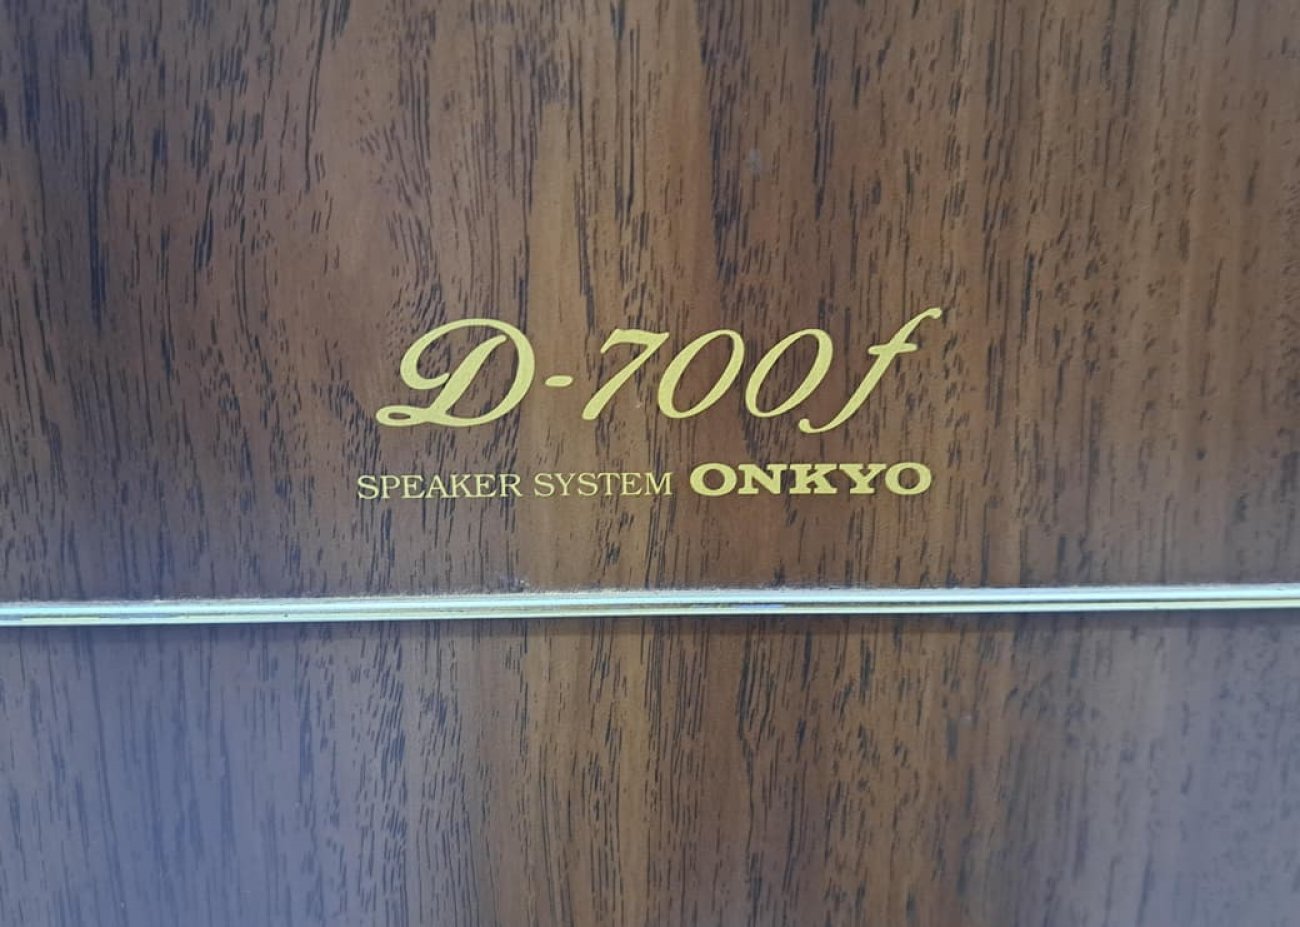 D-700f
SPEAKER SYSTEM ONKYO